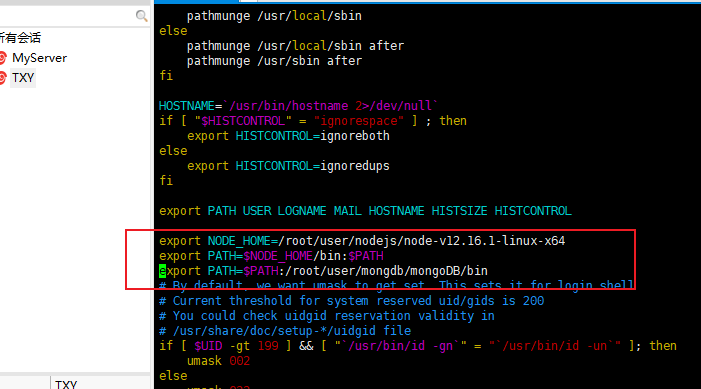 所有会话
MyServer
TXY
pathmunge /usr/local/sbin
else
pathmunge /usr/local/sbin after
pathmunge /usr/sbin after
fi
HOSTNAME=`/usr/bin/hostname 2>/dev/null`
if [ "$HISTCONTROL" = "ignorespace" ] ; then
export HISTCONTROL=ignoreboth
else
export HISTCONTROL=ignoredups
fi
export PATH USER LOGNAME MAIL HOSTNAME HISTSIZE HISTCONTROL
export NODE_HOME=/root/user/nodejs/node-v12.16.1-linux-x64
export PATH=$NODE_HOME/bin:$PATH
export PATH=$PATH:/root/user/mongdb/mongoDB/bin
# By default, we want umask to get set. This sets it for login shell
# Current threshold for system reserved uid/gids is 200
# You could check uidgid reservation validity in
# /usr/share/doc/setup-*/uidgid file
if [ $UID -gt 199 ] && [ "`/usr/bin/id -gn`" = "`/usr/bin/id -un`" ]; then
umask 002
else
TXY